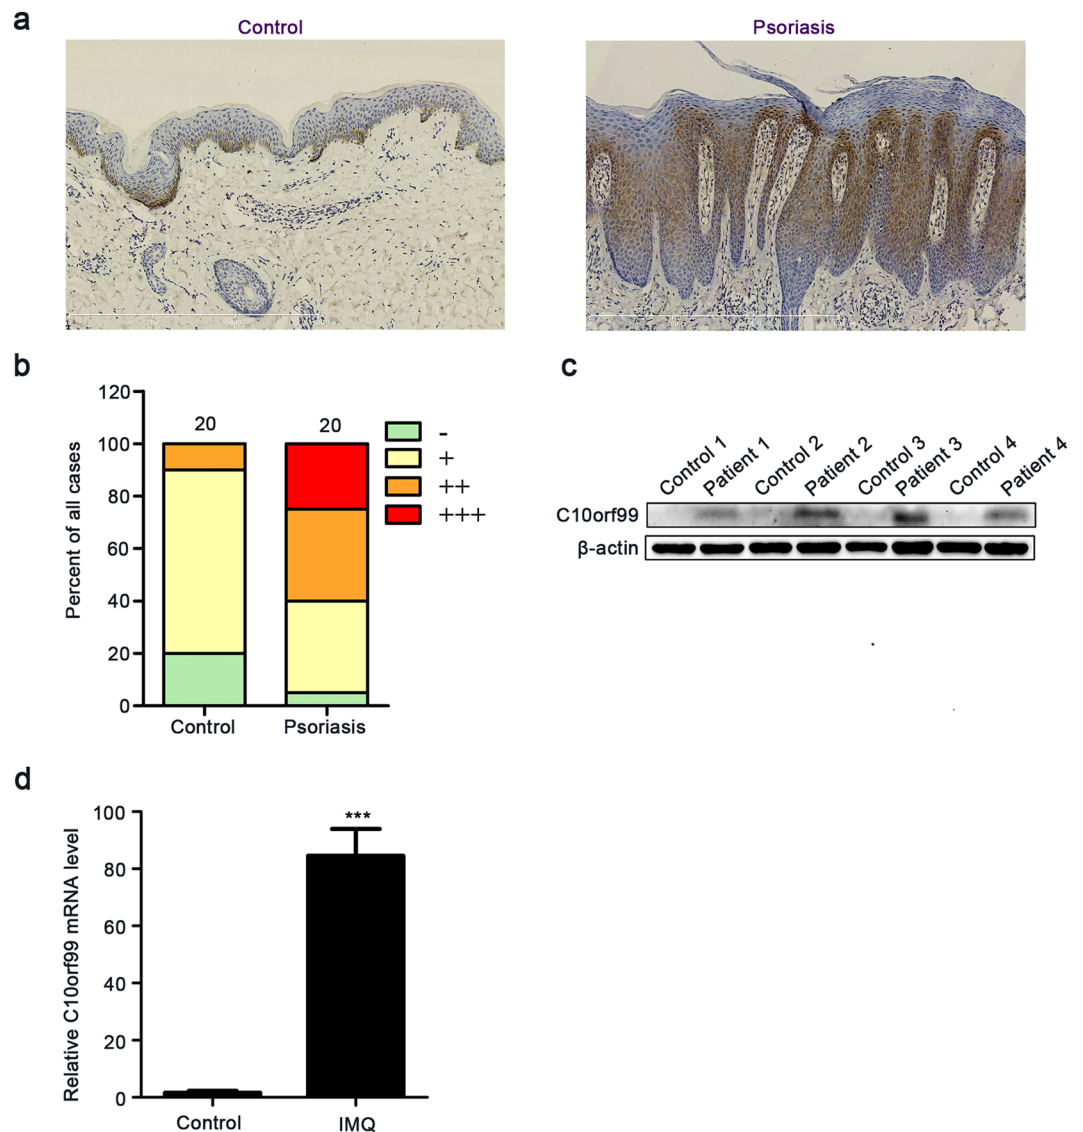 a
Control
Psoriasis
b
120
100
80
60
40
20
0
Percent of all cases
20
20
-
+
++
+++
Control
Psoriasis
c
Control 1
Patient 1
Control 2
Patient 2
Control 3
Patient 3
Control 4
Patient 4
C10orf99
β-actin
d
100
80
60
40
20
0
Relative C10orf99 mRNA level
***
Control
IMQ